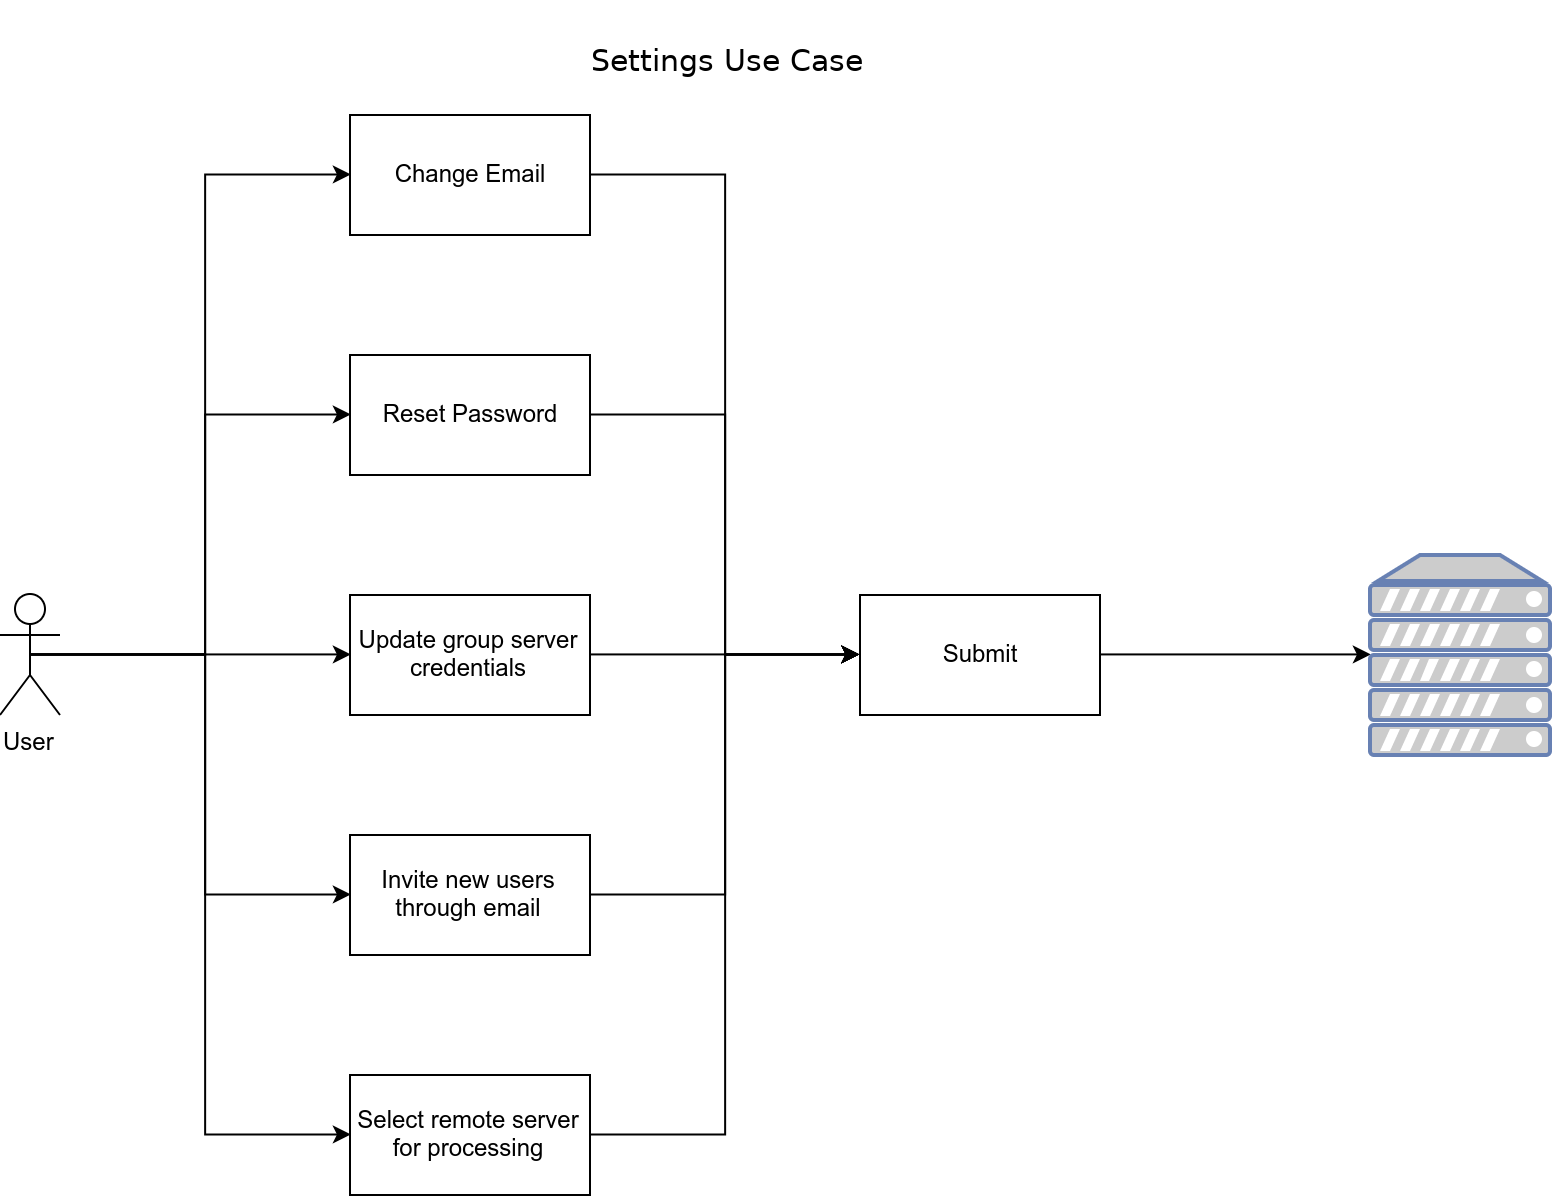 Settings Use Case
Change Email
Reset Password
Update group server
credentials
Submit
User
Invite new users
through email
Select remote server
for processing